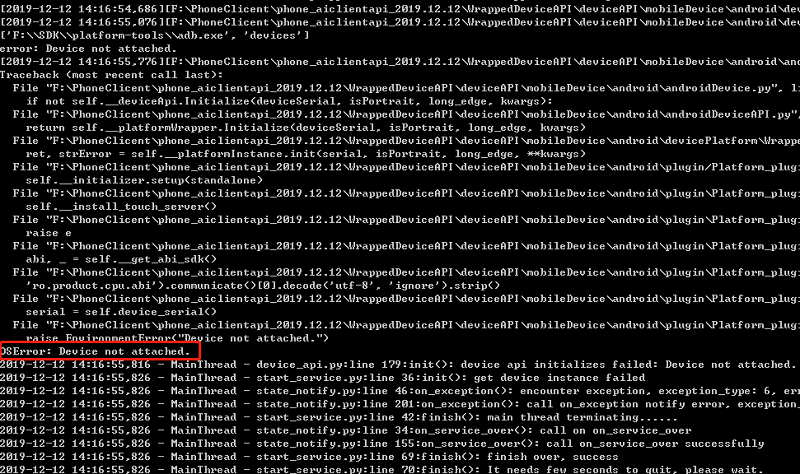 [2019-12-12 14:16:54,686][F:\PhoneClicent\phone_aiclientapi_2019.12.12\WrappedDeviceAPI\deviceAPI\mobileDevice\android\dev
[2019-12-12 14:16:55,076][F:\PhoneClicent\phone_aiclientapi_2019.12.12\WrappedDeviceAPI\deviceAPI\mobileDevice\android\dev
['F:\\SDK\\platform-tools\\adb.exe', 'devices']
error: Device not attached.
[2019-12-12 14:16:55,776][F:\PhoneClicent\phone_aiclientapi_2019.12.12\WrappedDeviceAPI\deviceAPI\mobileDevice\android\dev
Traceback (most recent call last):
File "F:\PhoneClicent\phone_aiclientapi_2019.12.12\WrappedDeviceAPI\deviceAPI\mobileDevice\android\androidDevice.py", li
if not self.__deviceApi.Initialize(deviceSerial, isPortrait, long_edge, kwargs):
File "F:\PhoneClicent\phone_aiclientapi_2019.12.12\WrappedDeviceAPI\deviceAPI\mobileDevice\android\androidDeviceAPI.py",
return self.__platformWrapper.Initialize(deviceSerial, isPortrait, long_edge, kwargs)
File "F:\PhoneClicent\phone_aiclientapi_2019.12.12\WrappedDeviceAPI\deviceAPI\mobileDevice\android\devicePlatform\Wrapp
ret, strError = self.__platformInstance.init(serial, isPortrait, long_edge, **kwargs)
File "F:\PhoneClicent\phone_aiclientapi_2019.12.12\WrappedDeviceAPI\deviceAPI\mobileDevice\android\plugin/Platform_plug
self.__initializer.setup(standalone)
File "F:\PhoneClicent\phone_aiclientapi_2019.12.12\WrappedDeviceAPI\deviceAPI\mobileDevice\android\plugin\Platform_plug
self.__install_touch_server()
File "F:\PhoneClicent\phone_aiclientapi_2019.12.12\WrappedDeviceAPI\deviceAPI\mobileDevice\android\plugin\Platform_plug
raise e
File "F:\PhoneClicent\phone_aiclientapi_2019.12.12\WrappedDeviceAPI\deviceAPI\mobileDevice\android\plugin\Platform_plug
abi, _ = self.__get_abi_sdk()
File "F:\PhoneClicent\phone_aiclientapi_2019.12.12\WrappedDeviceAPI\deviceAPI\mobileDevice\android\plugin\Platform_plug
'ro.product.cpu.abi').communicate()[0].decode('utf-8', 'ignore').strip()
File "F:\PhoneClicent\phone_aiclientapi_2019.12.12\WrappedDeviceAPI\deviceAPI\mobileDevice\android\plugin\Platform_plug
serial = self.device_serial()
File "F:\PhoneClicent\phone_aiclientapi_2019.12.12\WrappedDeviceAPI\deviceAPI\mobileDevice\android\plugin\Platform_plug
raise EnvironmentError("Device not attached.")
OSError: Device not attached.
2019-12-12 14:16:55,816 - MainThread - device_api.py:line 179:init(): device api initializes failed: Device not attached.
2019-12-12 14:16:55,826 - MainThread - start_service.py:line 36:init(): get device instance failed
2019-12-12 14:16:55,826 - MainThread - state_notify.py:line 46:on_exception(): encounter exception, exception_type: 6, er
2019-12-12 14:16:55,826 - MainThread - state_notify.py:line 201:on_exception(): call on_exception notify error, exception_
2019-12-12 14:16:55,826 - MainThread - start_service.py:line 42:finish(): main thread terminating......
2019-12-12 14:16:55,826 - MainThread - state_notify.py:line 34:on_service_over(): call on on_service_over
2019-12-12 14:16:55,826 - MainThread - state_notify.py:line 155:on_service_over(): call on_service_over successfully
2019-12-12 14:16:55,826 - MainThread - start_service.py:line 69:finish(): finish over, success
2019-12-12 14:16:55,826 - MainThread - start_service.py:line 70:finish(): It needs few seconds to quit, please wait.